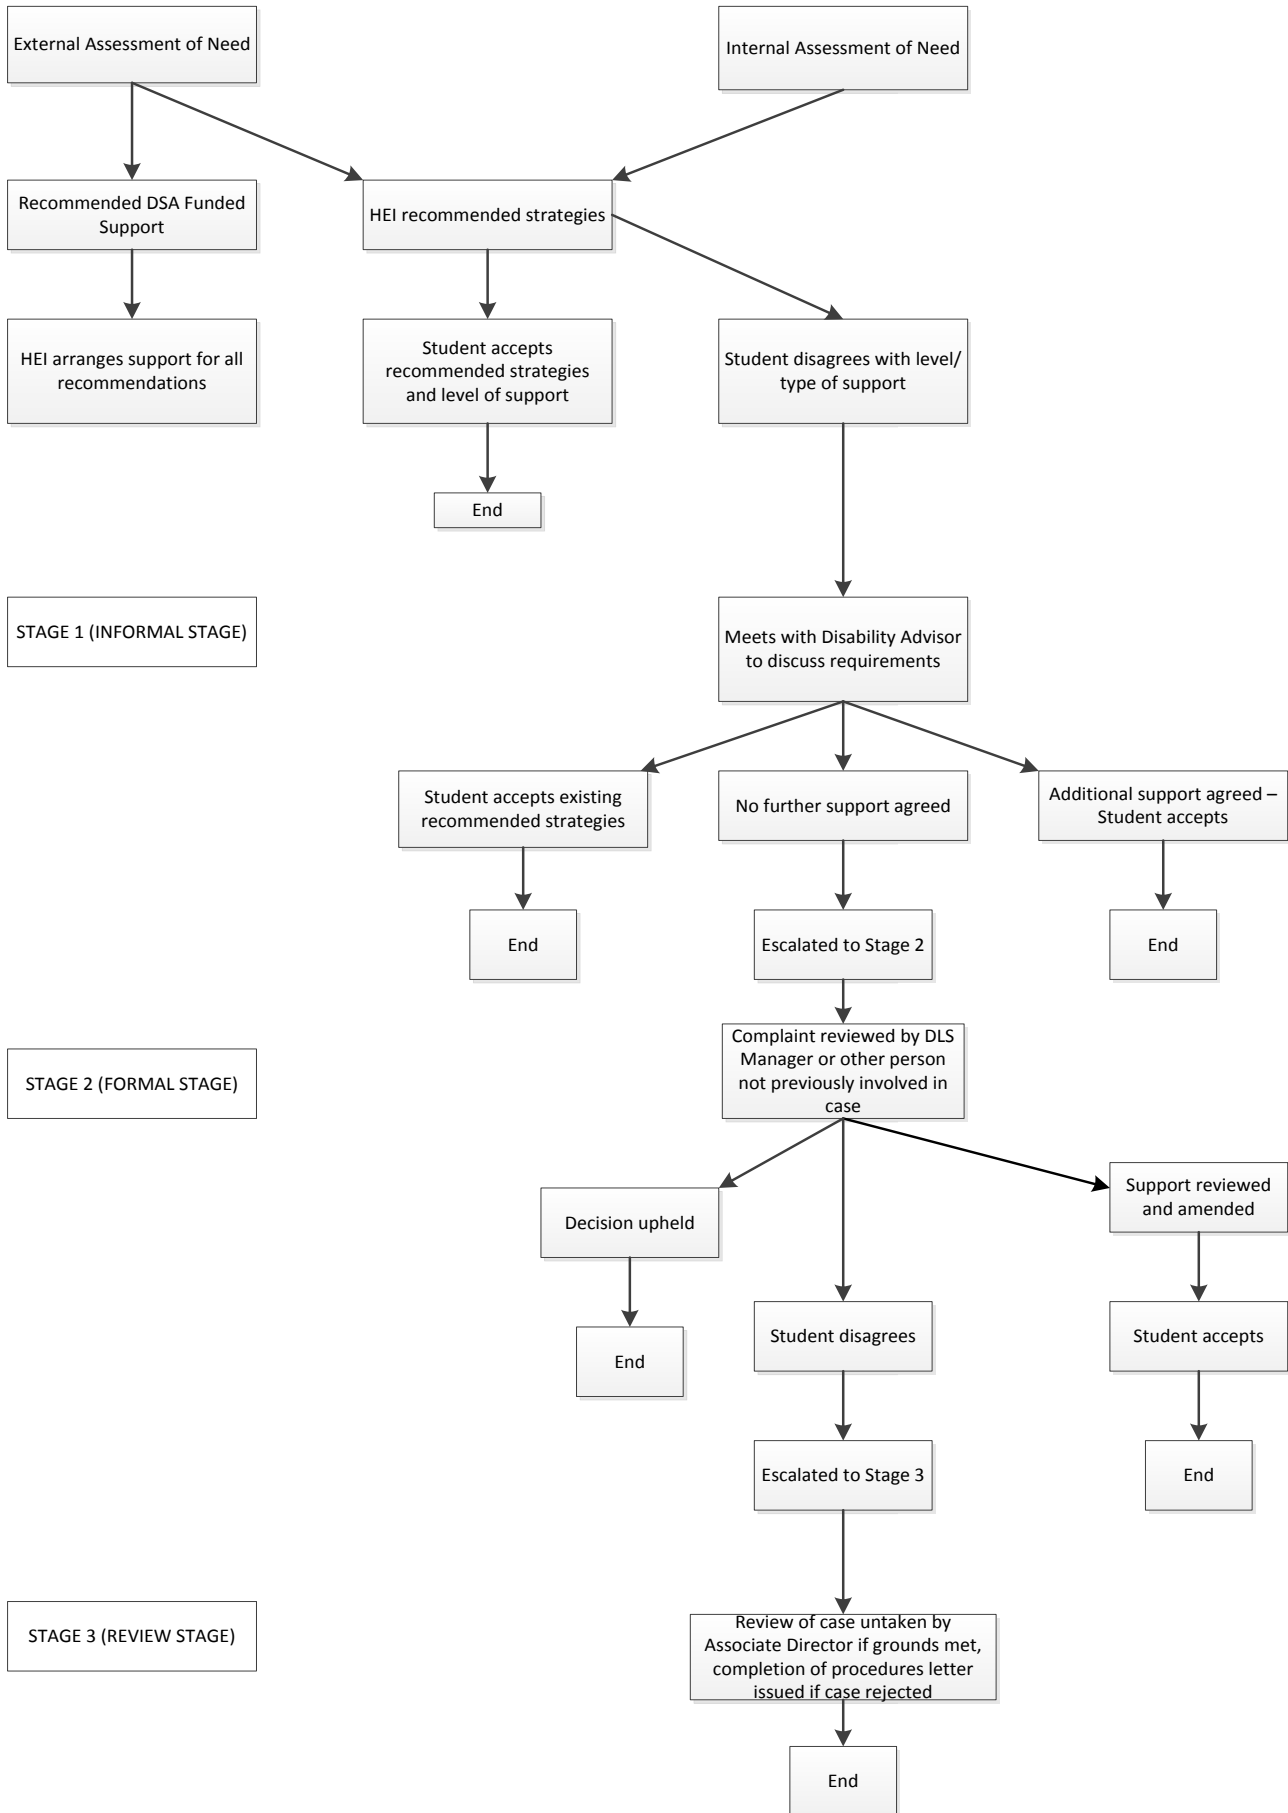 External Assessment of Need
Internal Assessment of Need
Recommended DSA Funded
Support
HEI recommended strategies
HEI arranges support for all
recommendations
Student accepts
recommended strategies
and level of support
Student disagrees with level/
type of support
End
STAGE 1 (INFORMAL STAGE)
Meets with Disability Advisor
to discuss requirements
Student accepts existing
recommended strategies
No further support agreed
Additional support agreed –
Student accepts
End
Escalated to Stage 2
End
STAGE 2 (FORMAL STAGE)
Complaint reviewed by DLS
Manager or other person
not previously involved in
case
Decision upheld
Support reviewed
and amended
End
Student disagrees
Student accepts
Escalated to Stage 3
End
STAGE 3 (REVIEW STAGE)
Review of case untaken by
Associate Director if grounds met,
completion of procedures letter
issued if case rejected
End